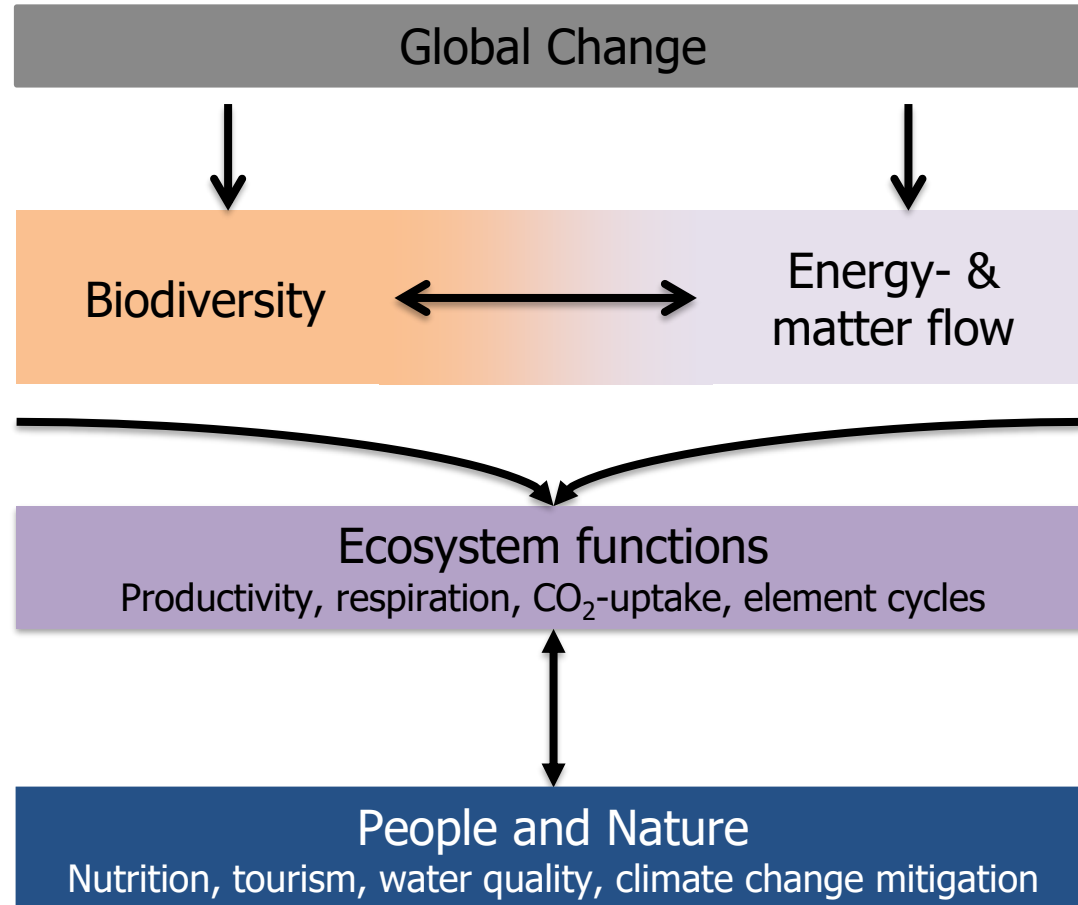 Global Change
Biodiversity
Energy- &
matter flow
Ecosystem functions
Productivity, respiration, CO₂-uptake, element cycles
People and Nature
Nutrition, tourism, water quality, climate change mitigation